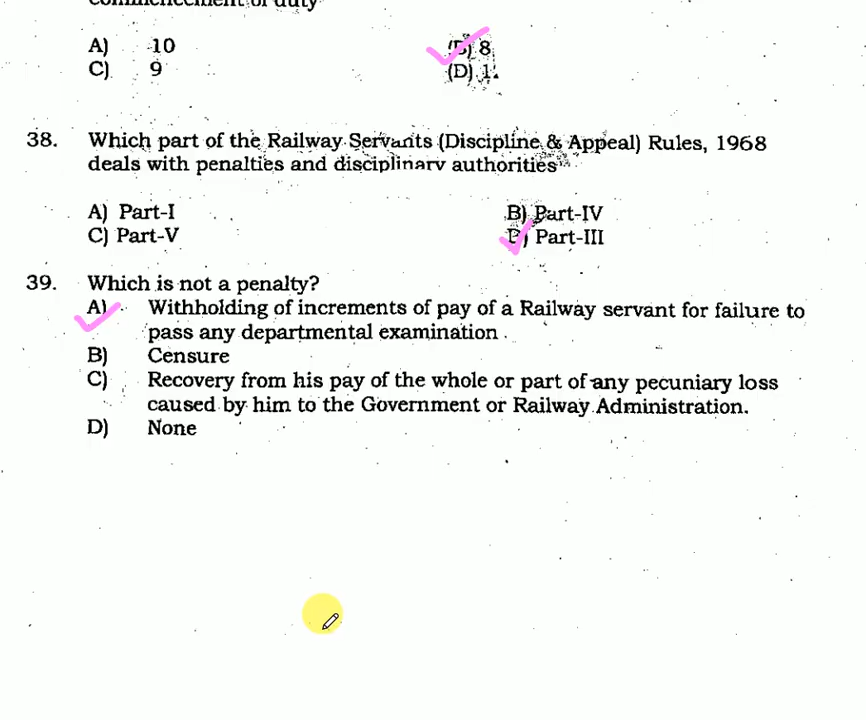 commencement of duty
A) 10 (B) 8
C) 9 (D)
38. Which part of the Railway Servants (Discipline & Appeal) Rules, 1968
deals with penalties and disciplinary authorities
A) Part-I B) Part-IV
C) Part-V D) Part-III
39. Which is not a penalty?
A) Withholding of increments of pay of a Railway servant for failure to
pass any departmental examination .
B) Censure
C) Recovery from his pay of the whole or part of any pecuniary loss
caused by him to the Government or Railway Administration.
D) None